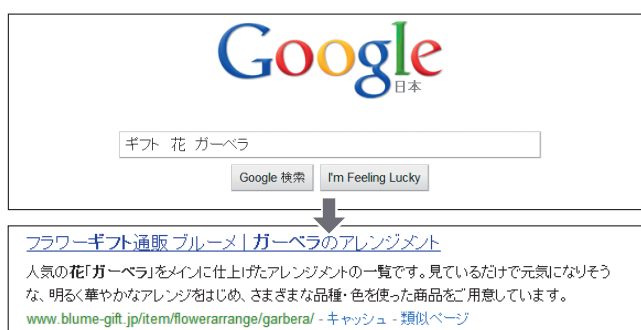 Google
日本
ギフト 花 ガーベラ
Google 検索 I'm Feeling Lucky
フラワーギフト通販 ブルーメ | ガーベラのアレンジメント
人気の花「ガーベラ」をメインに仕上げたアレンジメントの一覧です。見ているだけで元気になりそう
な、明るく華やかなアレンジをはじめ、さまざまな品種・色を使った商品をご用意しています。
www.blume-gift.jp/item/flowerarrange/garbera/ - キャッシュ - 類似ページ